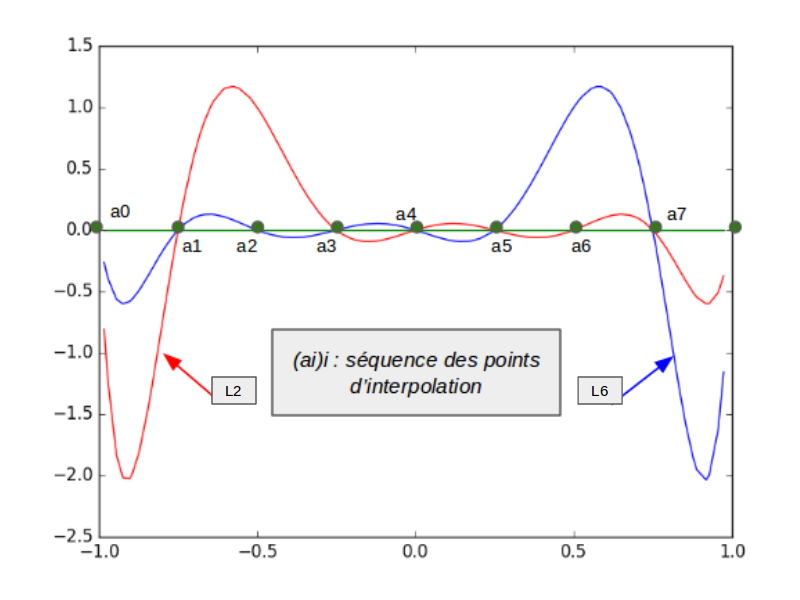 1.5
1.0
0.5
0.0
−0.5
−1.0
−1.5
−2.0
−2.5
a0
a1
a2
a3
a4
a5
a6
a7
L2
(ai)i : séquence des points
d'interpolation
L6
−1.0
−0.5
0.0
0.5
1.0